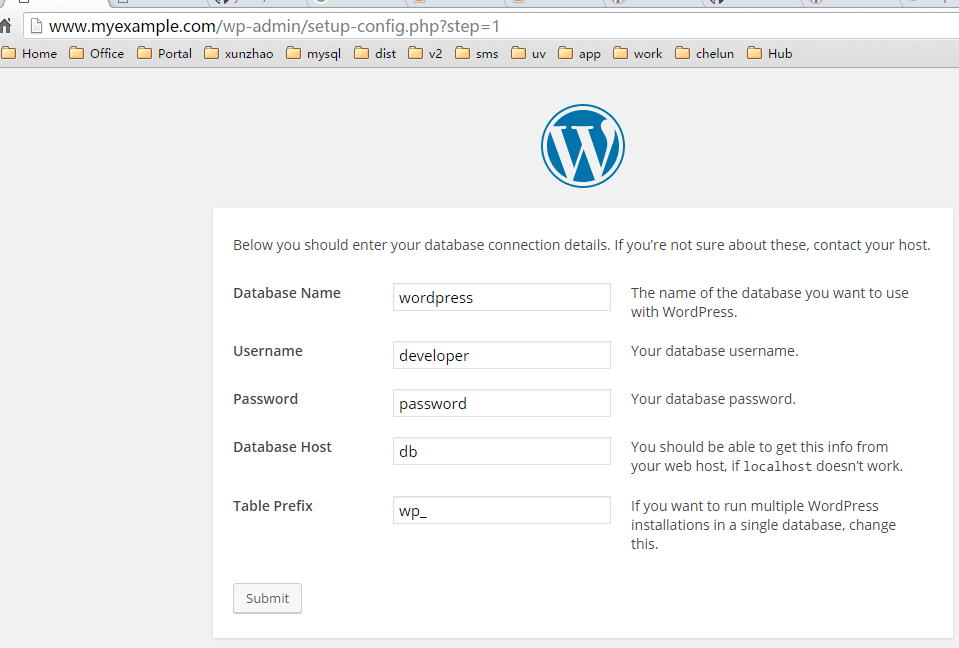 www.myexample.com/wp-admin/setup-config.php?step=1
Home Office Portal xunzhao mysql dist v2 sms uv app work chelun Hub
W
Below you should enter your database connection details. If you’re not sure about these, contact your host.
Database Name wordpress The name of the database you want to use
with WordPress.
Username developer Your database username.
Password password Your database password.
Database Host db You should be able to get this info from
your web host, if localhost doesn’t work.
Table Prefix wp_ If you want to run multiple WordPress
installations in a single database, change
this.
Submit